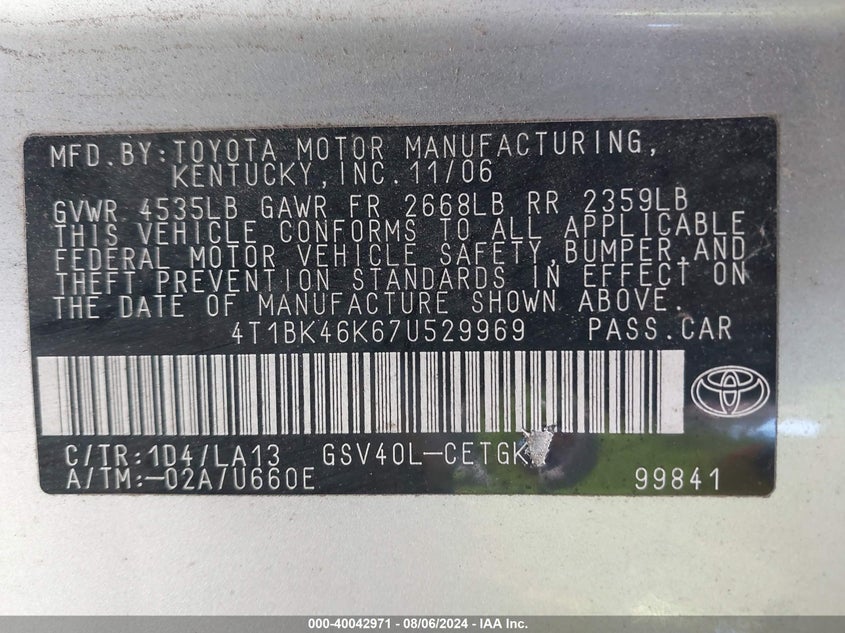 MFD.BY:TOYOTA MOTOR MANUFACTURING,
KENTUCKY,INC.11/06
GVWR 4535LB GAWR FR 2668LB RR 2359LB
THIS VEHICLE CONFORMS TO ALL APPLICABLE
FEDERAL MOTOR VEHICLE SAFETY,BUMPER,AND
THEFT PREVENTION STANDARDS IN EFFECT ON
THE DATE OF MANUFACTURE SHOWN ABOVE.
4T1BK46K67U529969 PASS.CAR
C/TR:1D4/LA13 GSV40L-CETGK
A/TM:-02A/U660E 99841
000-40042971 - 08/06/2024 - IAA Inc.